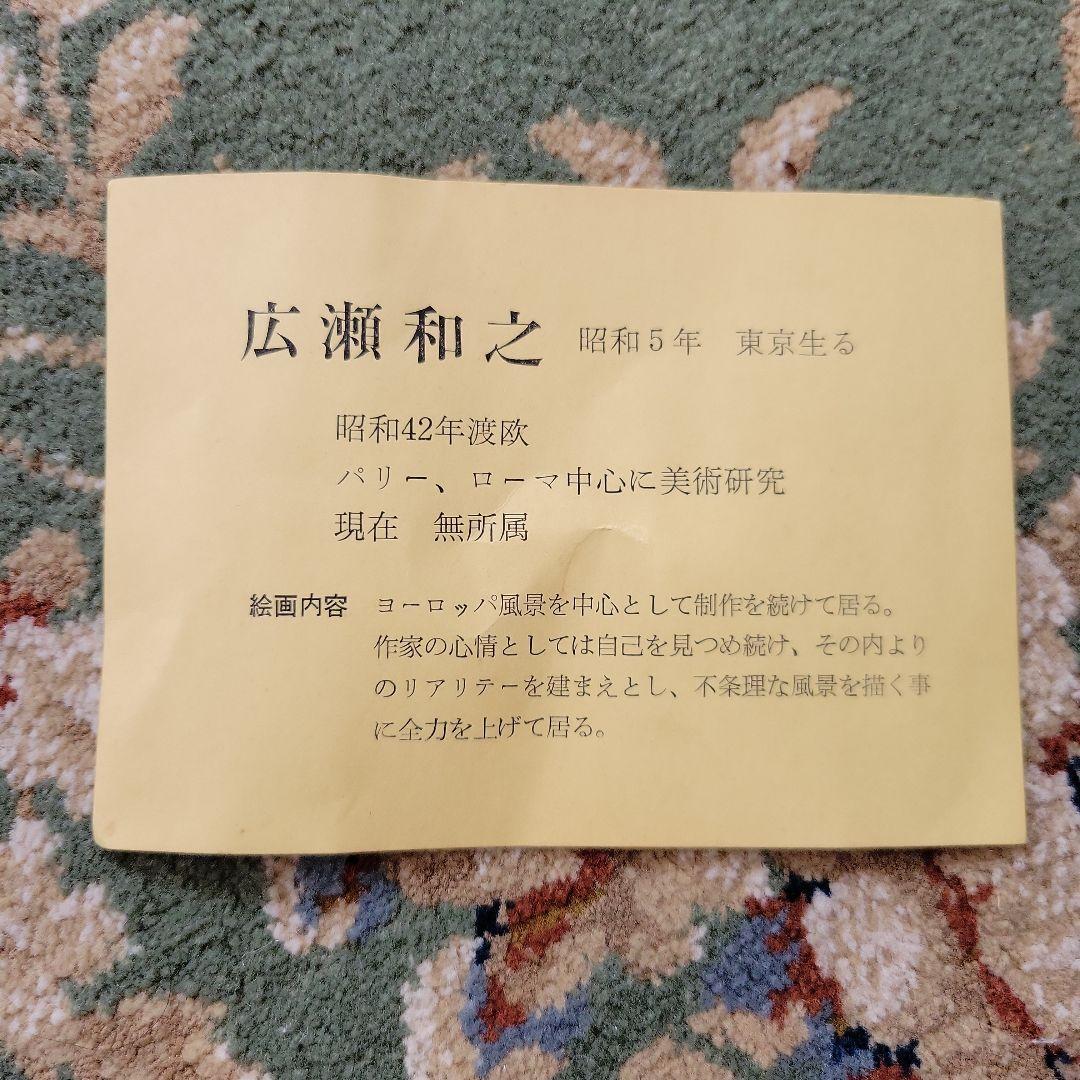 広瀬和之 昭和5年 東京生る
昭和42年渡欧
パリー、ローマ中心に美術研究
現在 無所属
絵画内容 ヨーロッパ風景を中心として制作を続けて居る。
作家の心情としては自己を見つめ続け、その内より
のリアリテーを建まえとし、不条理な風景を描く事
に全力を上げて居る。